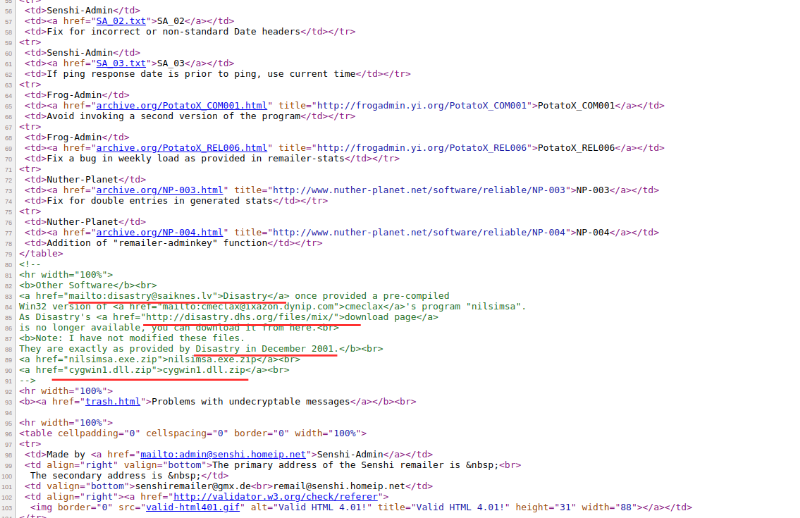 55 <tr>
56 <td>Senshi-Admin</td>
57 <td><a href="SA_02.txt">SA_02</a></td>
58 <td>Fix for incorrect or non-standard Date headers</td></tr>
59 <tr>
60 <td>Senshi-Admin</td>
61 <td><a href="SA_03.txt">SA_03</a></td>
62 <td>If ping response date is prior to ping, use current time</td></tr>
63 <tr>
64 <td>Frog-Admin</td>
65 <td><a href="archive.org/PotatoX_COM001.html" title="http://frogadmin.yi.org/PotatoX_COM001">PotatoX_COM001</a></td>
66 <td>Avoid invoking a second version of the program</td></tr>
67 <tr>
68 <td>Frog-Admin</td>
69 <td><a href="archive.org/PotatoX_REL006.html" title="http://frogadmin.yi.org/PotatoX_REL006">PotatoX_REL006</a></td>
70 <td>Fix a bug in weekly load as provided in remailer-stats</td></tr>
71 <tr>
72 <td>Nuther-Planet</td>
73 <td><a href="archive.org/NP-003.html" title="http://www.nuther-planet.net/software/reliable/NP-003">NP-003</a></td>
74 <td>Fix for double entries in generated stats</td></tr>
75 <tr>
76 <td>Nuther-Planet</td>
77 <td><a href="archive.org/NP-004.html" title="http://www.nuther-planet.net/software/reliable/NP-004">NP-004</a></td>
78 <td>Addition of "remailer-adminkey" function</td></tr>
79 </table>
80 <!--
81 <hr width="100%">
82 <b>Other Software</b><br>
83 <a href="mailto:disastry@saiknes.lv">Disastry</a> once provided a pre-compiled
84 Win32 version of <a href="mailto:cmeclax@ixazon.dynip.com">cmeclax</a>'s program "nilsimsa".
85 As Disastry's <a href="http://disastry.dhs.org/files/mix/">download page</a>
86 is no longer available, you can download it from here.<br>
87 <b>Note: I have not modified these files.
88 They are exactly as provided by Disastry in December 2001.</b><br>
89 <a href="nilsimsa.exe.zip">nilsimsa.exe.zip</a><br>
90 <a href="cygwin1.dll.zip">cygwin1.dll.zip</a><br>
91 -->
92 <hr width="100%">
93 <b><a href="trash.html">Problems with undecryptable messages</a></b><br>
94
95 <hr width="100%">
96 <table cellpadding="0" cellspacing="0" border="0" width="100%">
97 <tr>
98 <td>Made by <a href="mailto:admin@senshi.homeip.net">Senshi-Admin</a></td>
99 <td align="right" valign="bottom">The primary address of the Senshi remailer is &nbsp;<br>
100 The secondary address is &nbsp;</td>
101 <td valign="bottom">senshiremailer@gmx.de<br>remail@senshi.homeip.net</td>
102 <td align="right"><a href="http://validator.w3.org/check/referer">
103 <img border="0" src="valid-html401.gif" alt="Valid HTML 4.01!" title="Valid HTML 4.01!" height="31" width="88"></a></td>
104 </tr>